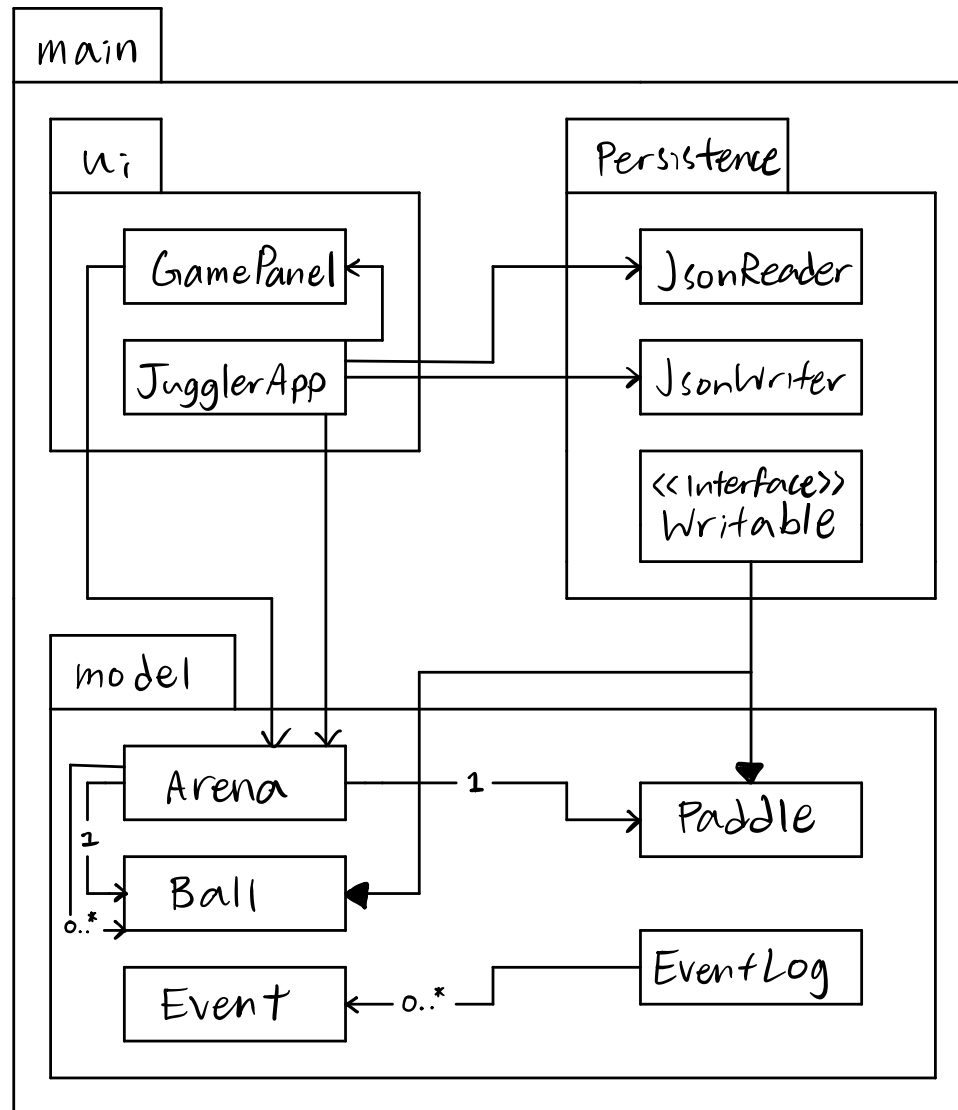 main
ui
Persistence
GamePanel
JsonReader
JugglerApp
JsonWriter
<<Interface>>
Writable
model
Arena
1
Paddle
1
Ball
0..*
EventLog
Event
0..*